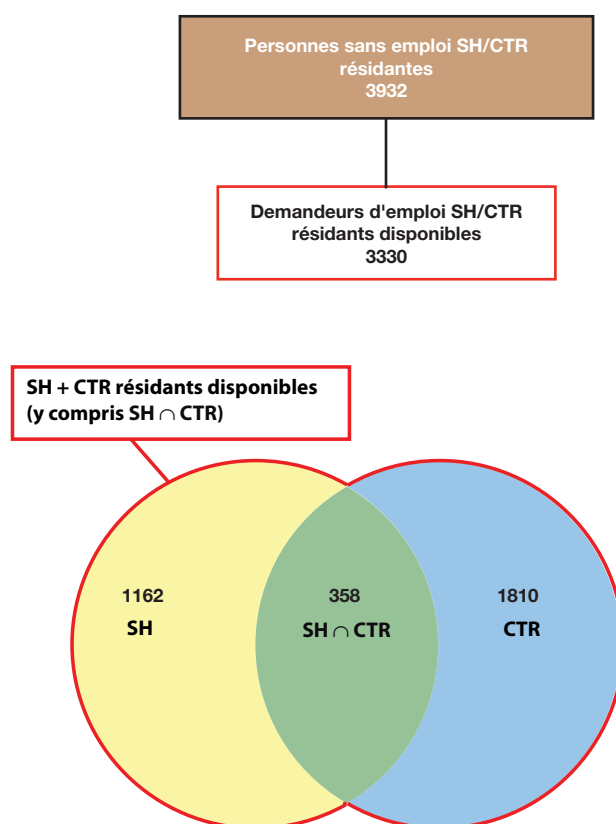 Personnes sans emploi SH/CTR
résidantes
3932
Demandeurs d'emploi SH/CTR
résidants disponibles
3330
SH + CTR résidants disponibles
(y compris SH ∩ CTR)
1162
SH
358
SH ∩ CTR
1810
CTR